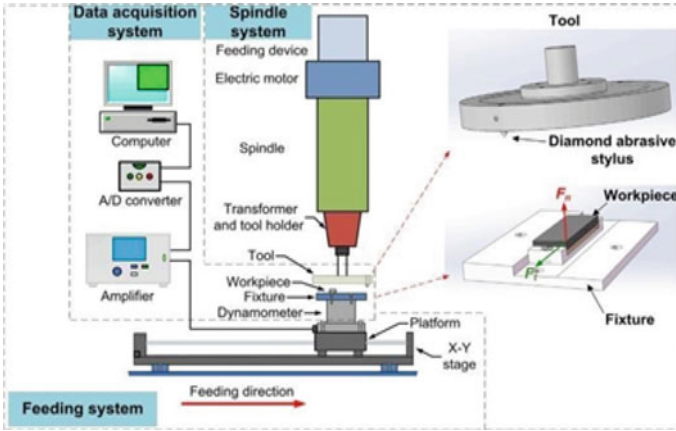 Data acquisition
system
Spindle
system
Feeding device
Electric motor
Computer
Spindle
A/D converter
Transformer
and tool holder
Tool
Workpiece
Fixture
Amplifier
Dynamometer
Platform
X-Y
stage
Feeding direction
Feeding system
Tool
Diamond abrasive
stylus
Fn
Workpiece
Ft
Fixture